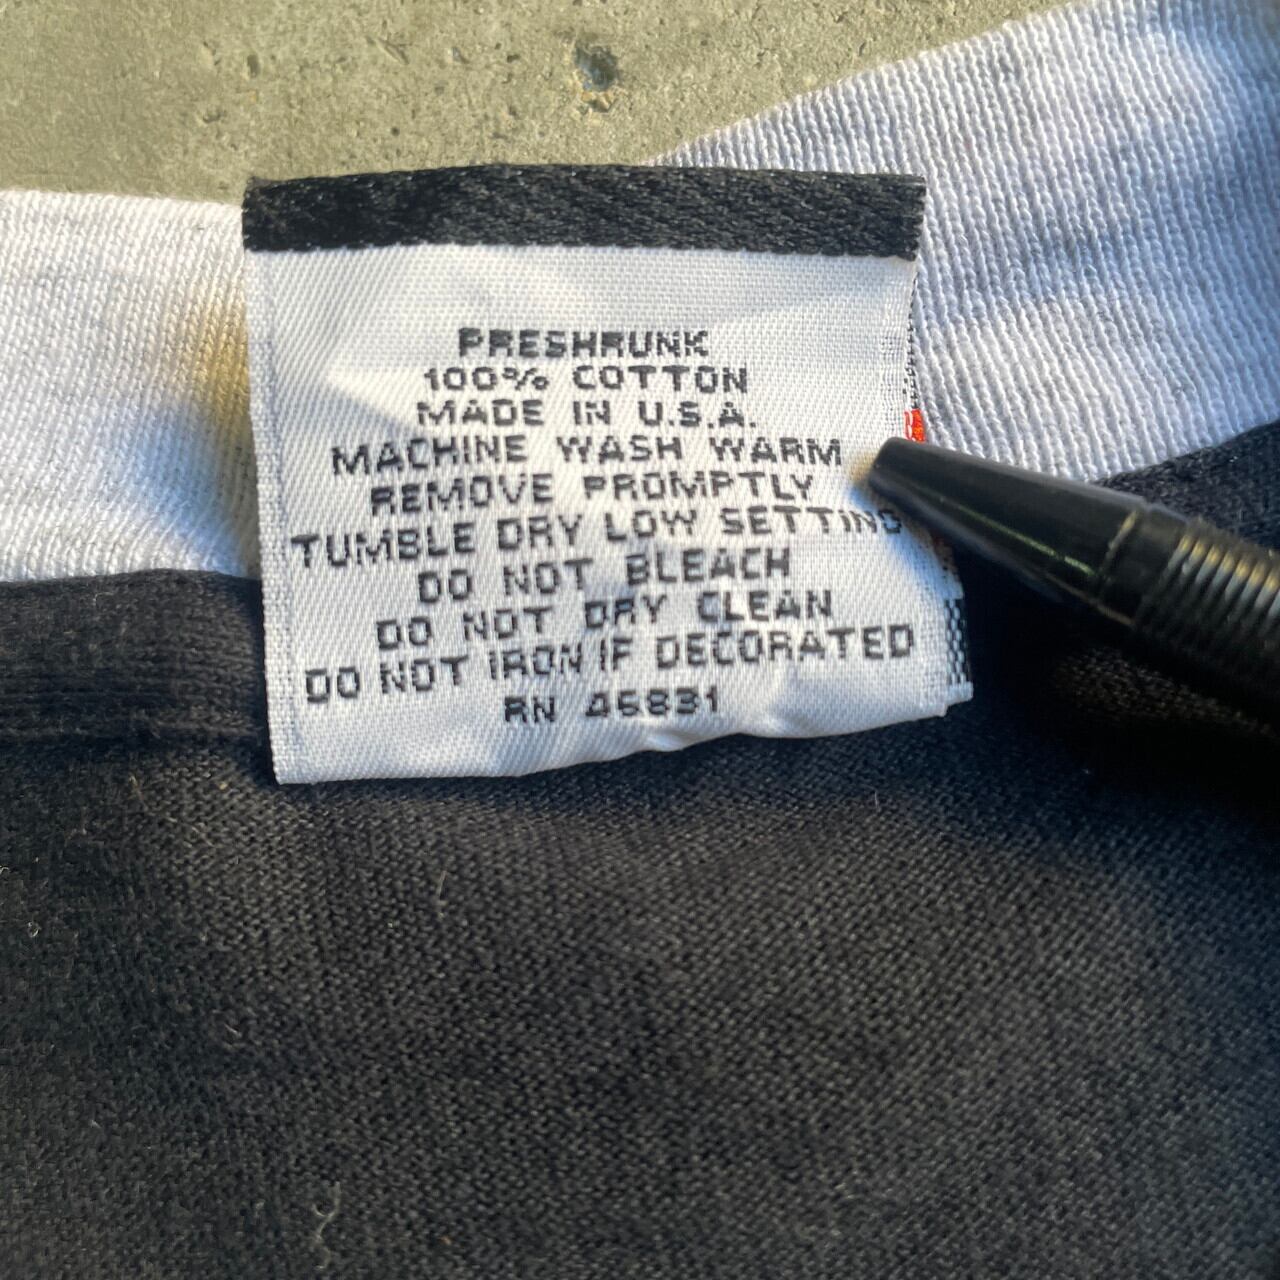 PRESHRUNK
100% COTTON
MADE IN U.S.A.
MACHINE WASH WARM
REMOVE PROMPTLY
TUMBLE DRY LOW SETTING
DO NOT BLEACH
DO NOT DRY CLEAN
DO NOT IRON IF DECORATED
RN 46831